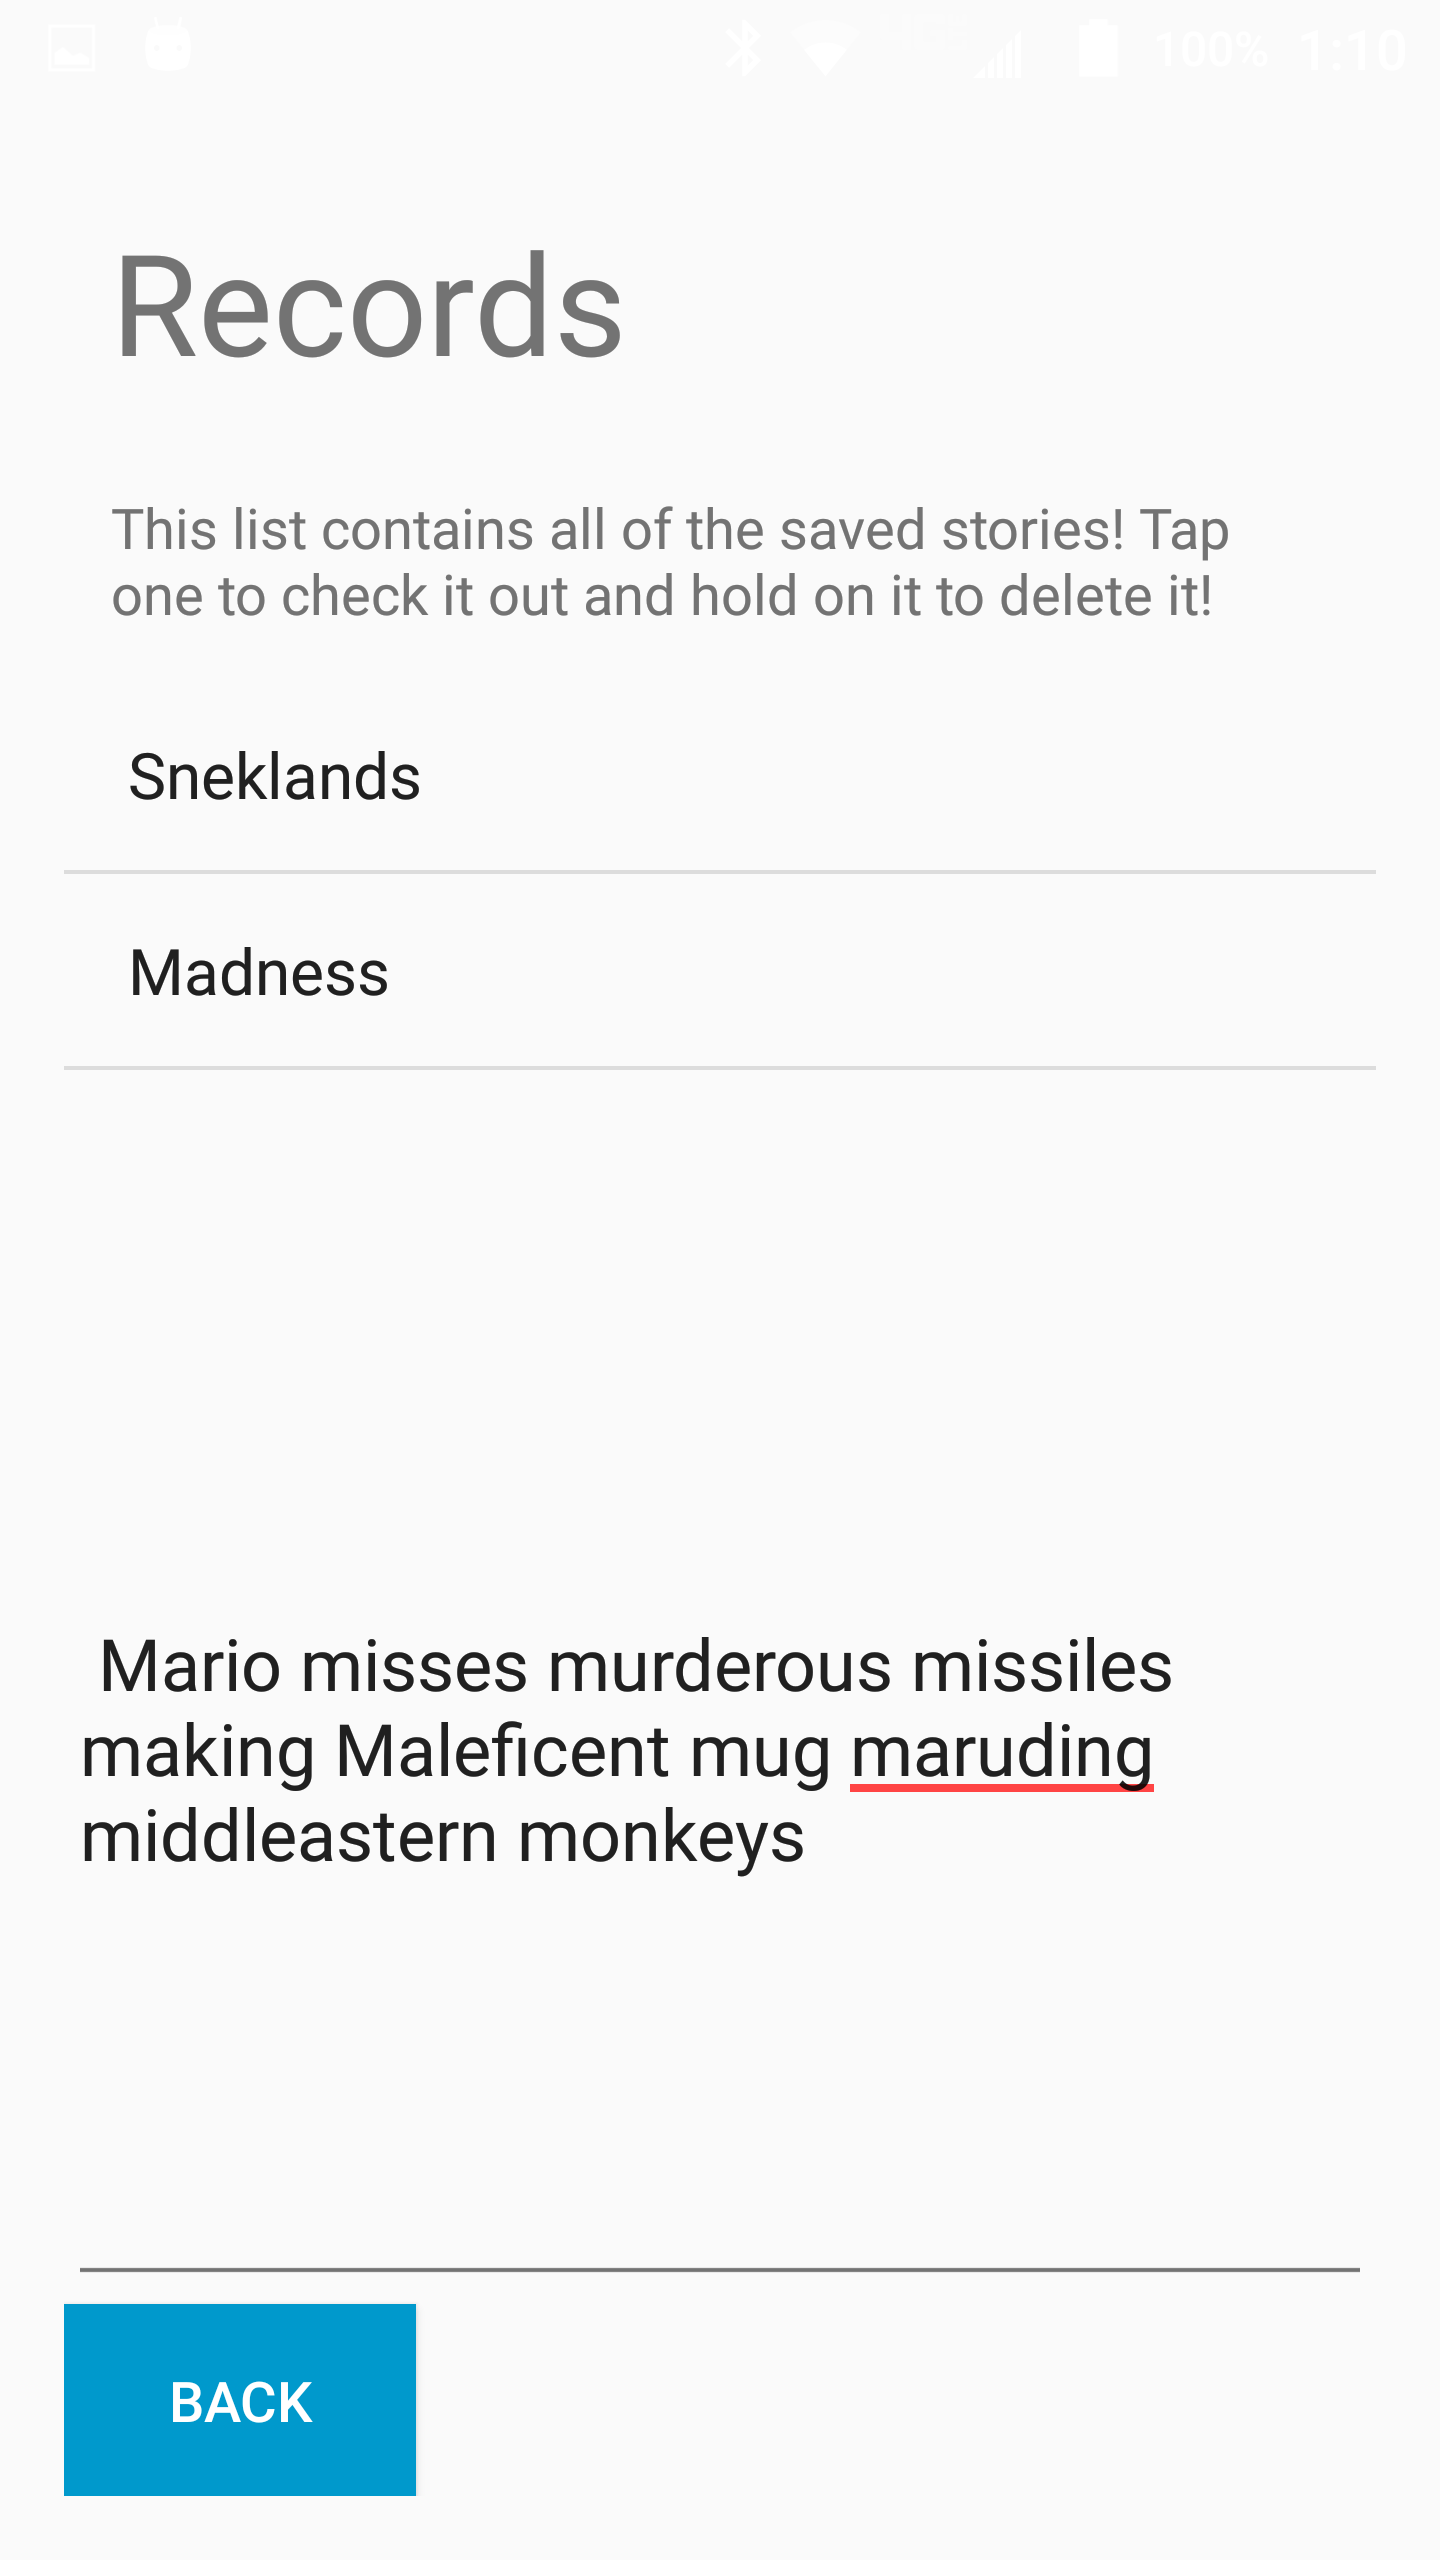 100% 1:10
Records
This list contains all of the saved stories! Tap
one to check it out and hold on it to delete it!
Sneklands
Madness
Mario misses murderous missiles
making Maleficent mug maruding
middleastern monkeys
BACK